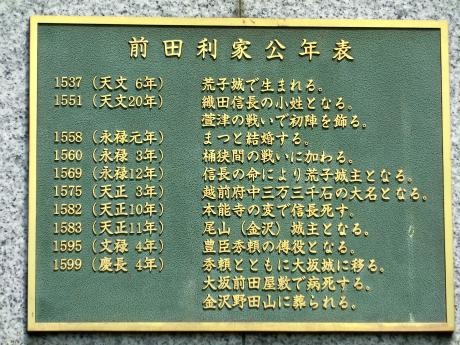 前田利家公年表
1537（天文 6年） 荒子城で生まれる。
1551（天文20年） 織田信長の小姓となる。
萱津の戦いで初陣を飾る。
1558（永禄元年） まつと結婚する。
1560（永禄 3年） 桶狭間の戦いに加わる。
1569（永禄12年） 信長の命により荒子城主となる。
1575（天正 3年） 越前府中三万三千石の大名となる。
1582（天正10年） 本能寺の変で信長死す。
1583（天正11年） 尾山（金沢）城主となる。
1595（文禄 4年） 豊臣秀頼の傅役となる。
1599（慶長 4年） 秀頼とともに大坂城に移る。
大坂前田屋敷で病死する。
金沢野田山に葬られる。